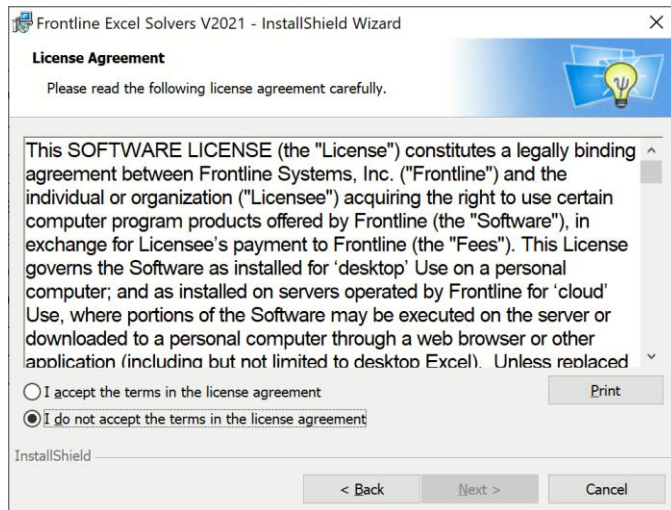 Frontline Excel Solvers V2021 - InstallShield Wizard
License Agreement
Please read the following license agreement carefully.
This SOFTWARE LICENSE (the "License") constitutes a legally binding
agreement between Frontline Systems, Inc. ("Frontline") and the
individual or organization ("Licensee") acquiring the right to use certain
computer program products offered by Frontline (the "Software"), in
exchange for Licensee's payment to Frontline (the "Fees"). This License
governs the Software as installed for ‘desktop’ Use on a personal
computer; and as installed on servers operated by Frontline for ‘cloud’
Use, where portions of the Software may be executed on the server or
downloaded to a personal computer through a web browser or other
application (including but not limited to desktop Excel).  Unless replaced
I accept the terms in the license agreement
Print
I do not accept the terms in the license agreement
InstallShield
< Back
Next >
Cancel